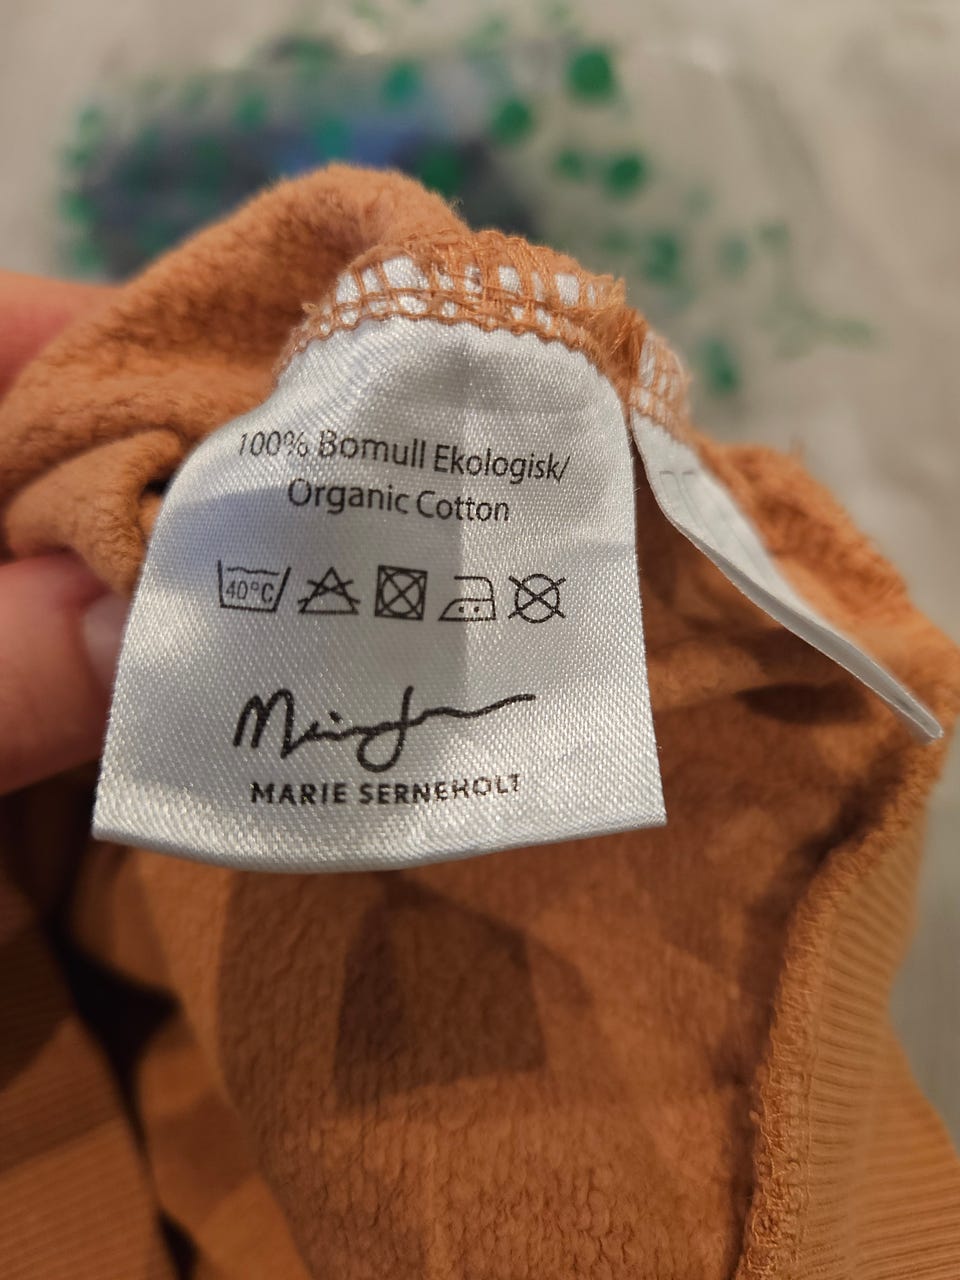 100% Bomull Ekologisk/
Organic Cotton
40°C
MARIE SERNEHOLT